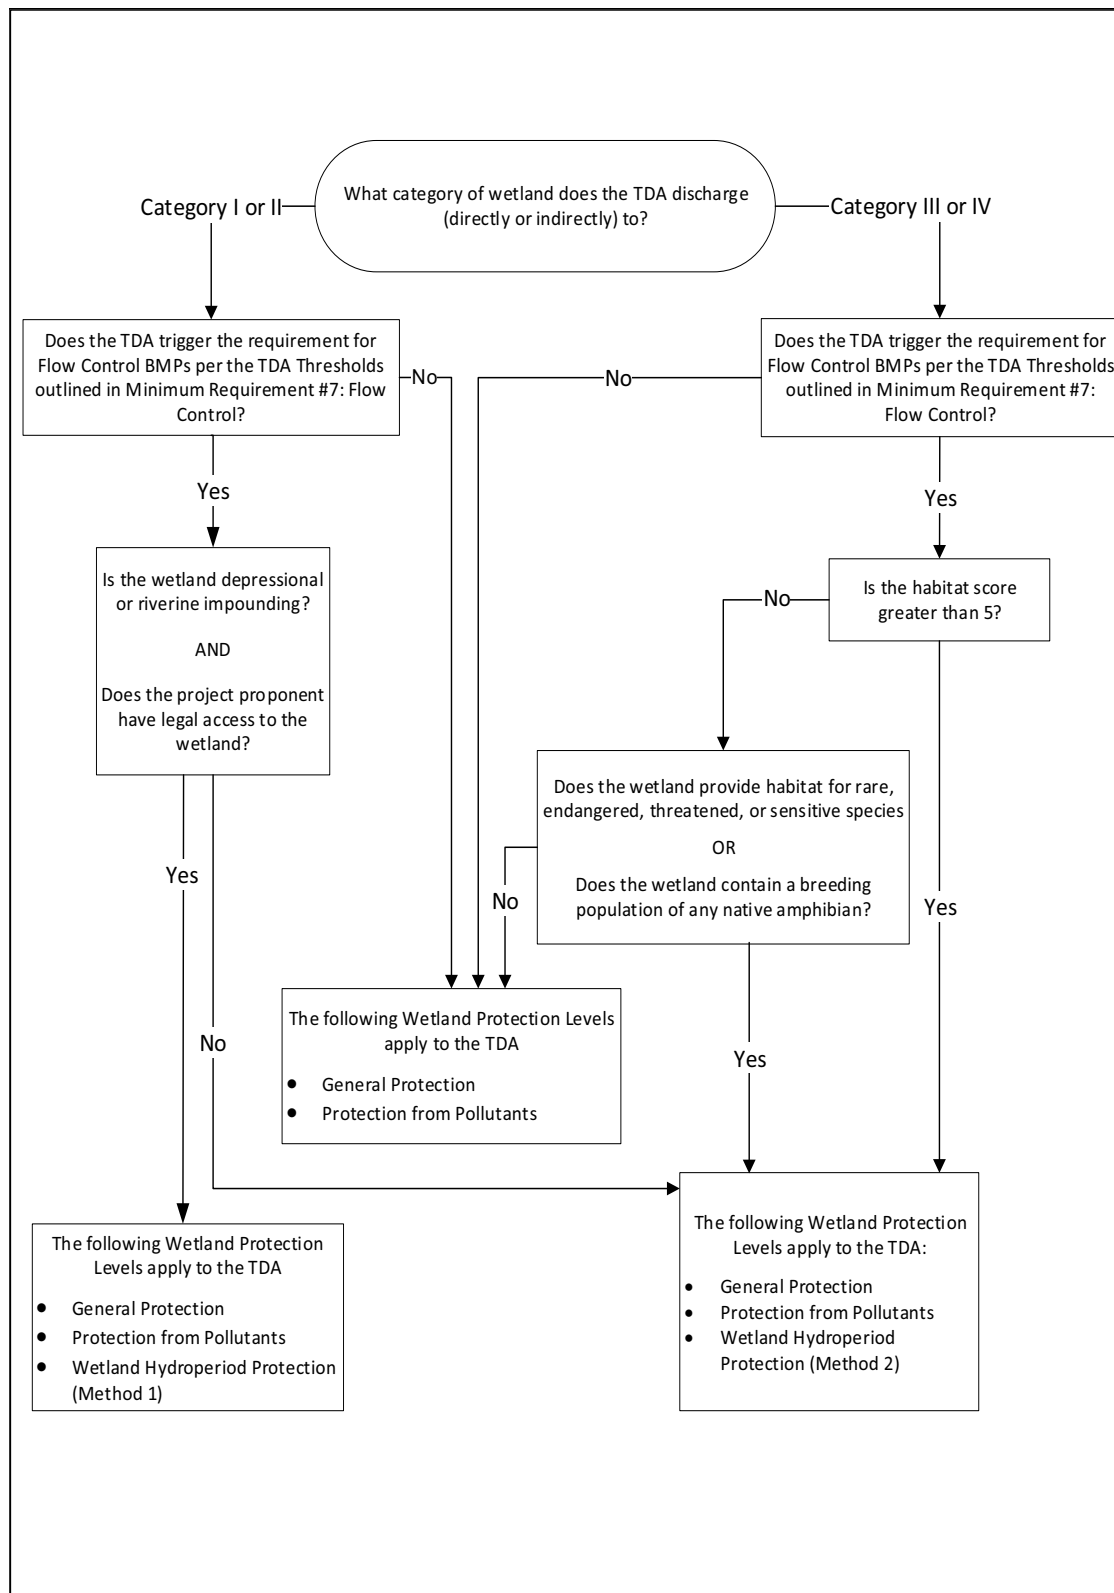 What category of wetland does the TDA discharge
(directly or indirectly) to?
Category I or II
Category III or IV
Does the TDA trigger the requirement for
Flow Control BMPs per the TDA Thresholds
outlined in Minimum Requirement #7: Flow
Control?
No
No
Does the TDA trigger the requirement for
Flow Control BMPs per the TDA Thresholds
outlined in Minimum Requirement #7:
Flow Control?
Yes
Yes
Is the wetland depressional
or riverine impounding?
AND
Does the project proponent
have legal access to the
wetland?
Is the habitat score
greater than 5?
No
Does the wetland provide habitat for rare,
endangered, threatened, or sensitive species
OR
Does the wetland contain a breeding
population of any native amphibian?
Yes
No
Yes
The following Wetland Protection Levels
apply to the TDA
● General Protection
● Protection from Pollutants
No
Yes
The following Wetland Protection
Levels apply to the TDA
● General Protection
● Protection from Pollutants
● Wetland Hydroperiod Protection
(Method 1)
The following Wetland Protection
Levels apply to the TDA:
● General Protection
● Protection from Pollutants
● Wetland Hydroperiod
Protection (Method 2)